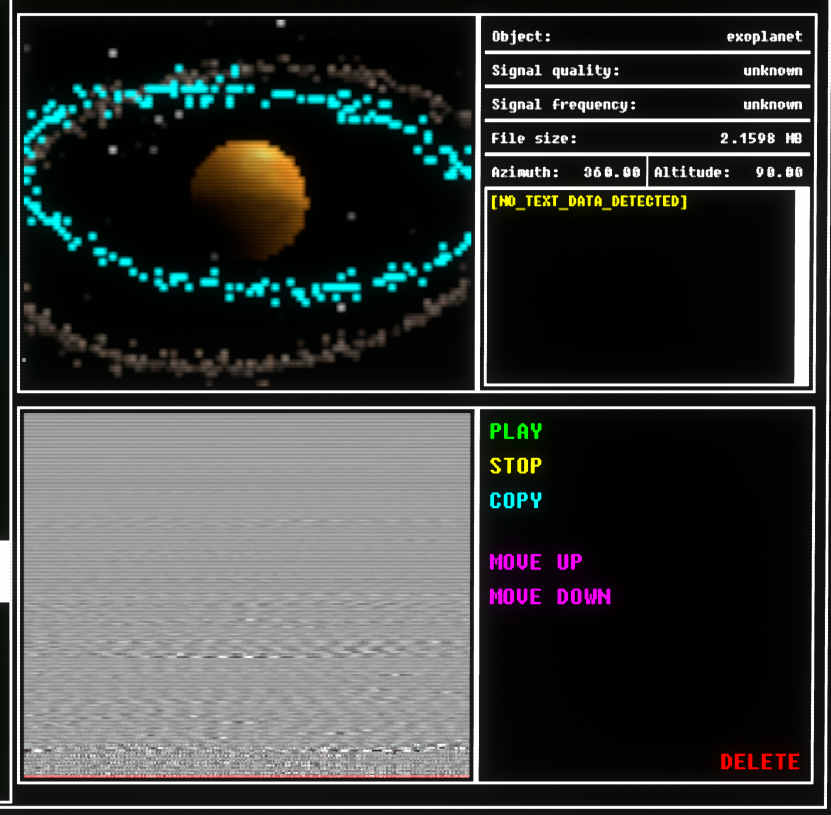 Object: exoplanet
Signal quality: unknown
Signal frequency: unknown
File size: 2.1598 MB
Azimuth: 360.00 Altitude: 90.00
[NO_TEXT_DATA_DETECTED]
PLAY
STOP
COPY
MOVE UP
MOVE DOWN
DELETE